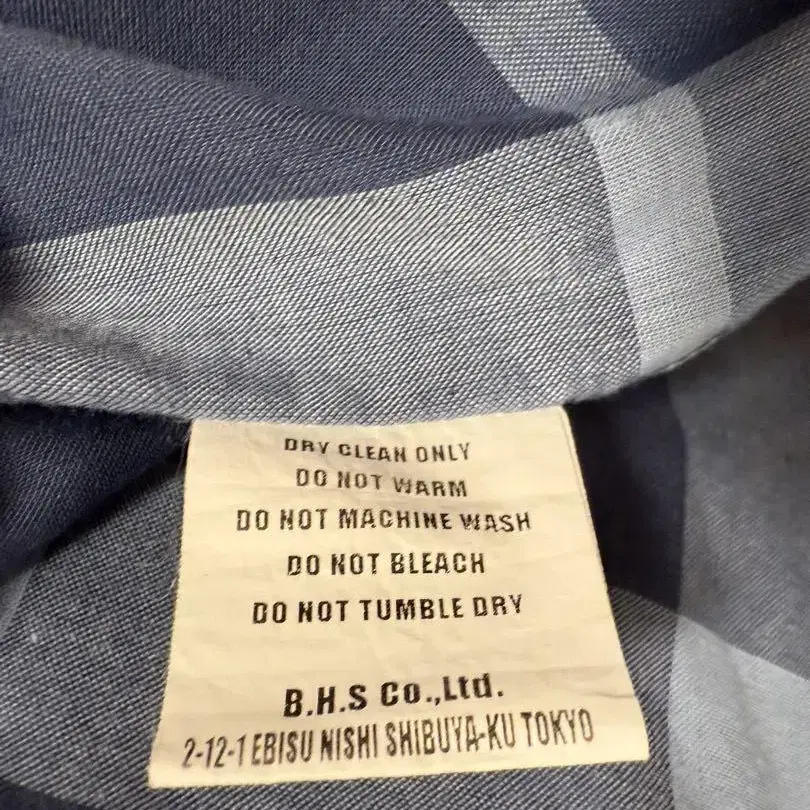 DRY CLEAN ONLY
DO NOT WARM
DO NOT MACHINE WASH
DO NOT BLEACH
DO NOT TUMBLE DRY
B.H.S Co.,Ltd.
2-12-1 EBISU NISHI SHIBUYA-KU TOKYO